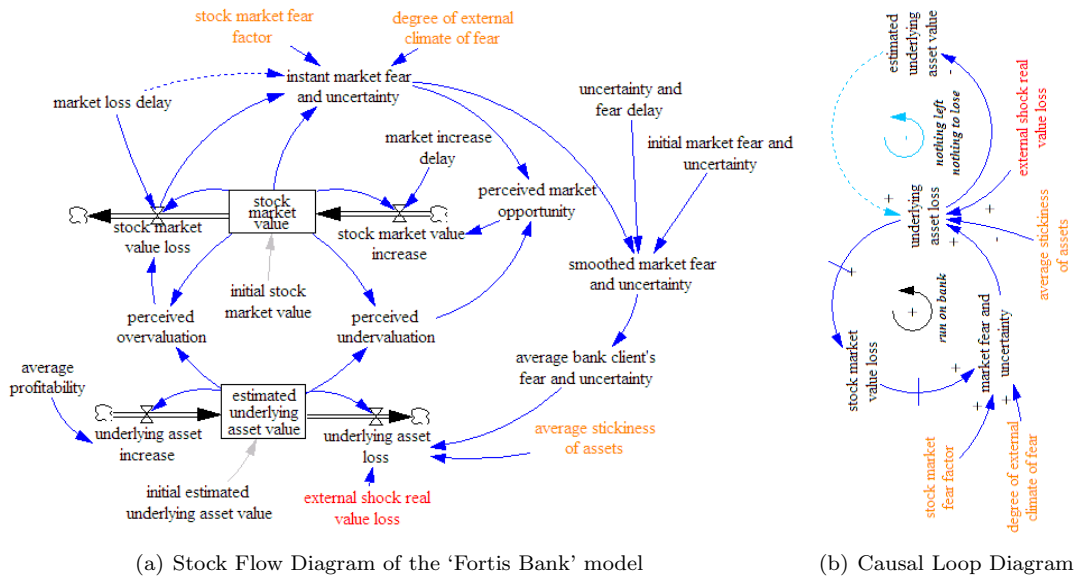 stock market fear
factor
degree of external
climate of fear
instant market fear
and uncertainty
market loss delay
uncertainty and
fear delay
market increase
delay
initial market fear and
uncertainty
perceived market
opportunity
stock
market
value
stock market
value loss
stock market value
increase
smoothed market fear
and uncertainty
initial stock
market value
perceived
overvaluation
perceived
undervaluation
average bank client's
fear and uncertainty
average
profitability
estimated
underlying
asset value
underlying asset
increase
underlying asset
loss
average stickiness
of assets
initial estimated
underlying asset value
external shock real
value loss
(a) Stock Flow Diagram of the ‘Fortis Bank’ model
estimated
underlying
asset value
-
-
nothing left
nothing to lose
external shock real
value loss
+
underlying
asset loss
+
+
-
average stickiness
of assets
+
+
run on bank
stock market
value loss
+
market fear and
uncertainty
+
+
stock market
fear factor
degree of external
climate of fear
(b) Causal Loop Diagram